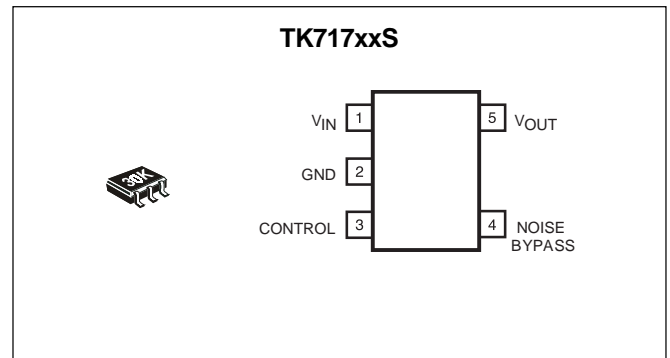 TK717xxS
VIN 1
5 VOUT
GND 2
CONTROL 3
4 NOISE
BYPASS
30K